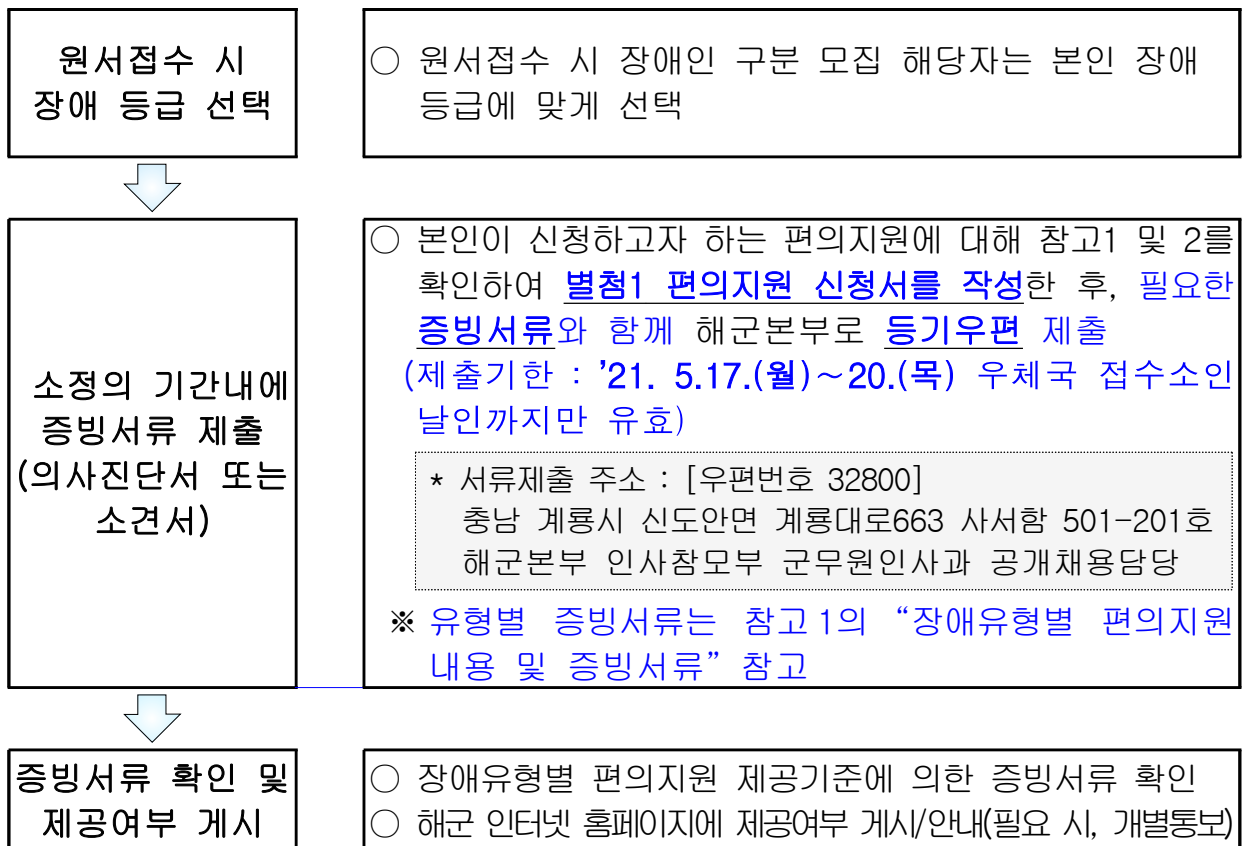 원서접수 시
장애 등급 선택
○ 원서접수 시 장애인 구분 모집 해당자는 본인 장애
등급에 맞게 선택
소정의 기간내에
증빙서류 제출
(의사진단서 또는
소견서)
○ 본인이 신청하고자 하는 편의지원에 대해 참고1 및 2를
확인하여 별첨1 편의지원 신청서를 작성한 후, 필요한
증빙서류와 함께 해군본부로 등기우편 제출
(제출기한 : ’21. 5.17.(월)～20.(목) 우체국 접수소인
날인까지만 유효)
* 서류제출 주소 : [우편번호 32800]
충남 계룡시 신도안면 계룡대로663 사서함 501-201호
해군본부 인사참모부 군무원인사과 공개채용담당
※ 유형별 증빙서류는 참고1의 “장애유형별 편의지원
내용 및 증빙서류” 참고
증빙서류 확인 및
제공여부 게시
○ 장애유형별 편의지원 제공기준에 의한 증빙서류 확인
○ 해군 인터넷 홈페이지에 제공여부 게시/안내(필요 시, 개별통보)